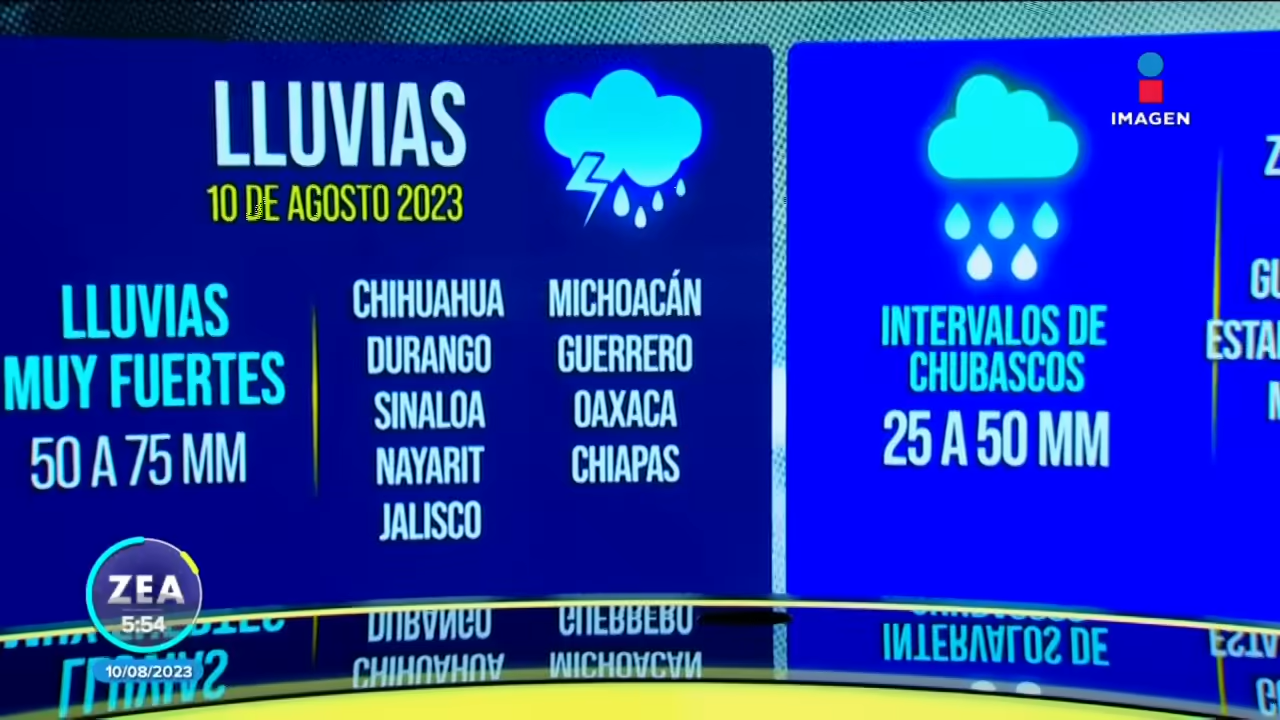 LLUVIAS
10 DE AGOSTO 2023
LLUVIAS
MUY FUERTES
50 A 75 MM
CHIHUAHUA
DURANGO
SINALOA
NAYARIT
JALISCO
MICHOACÁN
GUERRERO
OAXACA
CHIAPAS
INTERVALOS DE
CHUBASCOS
25 A 50 MM
IMAGEN
ZEA
5:54
10/08/2023